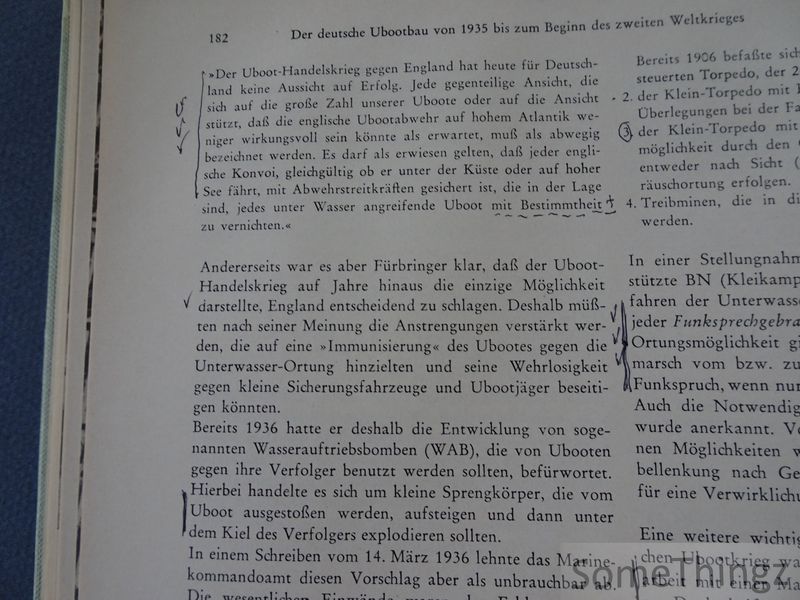 182
Der deutsche Ubootbau von 1935 bis zum Beginn des zweiten Weltkrieges
»Der Uboot-Handelskrieg gegen England hat heute für Deutsch-
land keine Aussicht auf Erfolg. Jede gegenteilige Ansicht, die
sich auf die große Zahl unserer Uboote oder auf die Ansicht
stützt, daß die englische Ubootabwehr auf hohem Atlantik we-
niger wirkungsvoll sein könnte als erwartet, muß als abwegig
bezeichnet werden. Es darf als erwiesen gelten, daß jeder engli-
sche Konvoi, gleichgültig ob er unter der Küste oder auf hoher
See fährt, mit Abwehrstreitkräften gesichert ist, die in der Lage
sind, jedes unter Wasser angreifende Uboot mit Bestimmtheit
zu vernichten.«
Andererseits war es aber Fürbringer klar, daß der Uboot-
Handelskrieg auf Jahre hinaus die einzige Möglichkeit
darstellte, England entscheidend zu schlagen. Deshalb müß-
ten nach seiner Meinung die Anstrengungen verstärkt wer-
den, die auf eine »Immunisierung« des Ubootes gegen die
Unterwasser-Ortung hinzielten und seine Wehrlosigkeit
gegen kleine Sicherungsfahrzeuge und Ubootjäger beseiti-
gen könnten.
Bereits 1936 hatte er deshalb die Entwicklung von soge-
nannten Wasserauftriebsbomben (WAB), die von Ubooten
gegen ihre Verfolger benutzt werden sollten, befürwortet.
Hierbei handelte es sich um kleine Sprengkörper, die vom
Uboot ausgestoßen werden, aufsteigen und dann unter
dem Kiel des Verfolgers explodieren sollten.
In einem Schreiben vom 14. März 1936 lehnte das Marine-
kommandoamt diesen Vorschlag aber als unbrauchbar ab.
Die wesentlichen Einwände waren
Bereits 1906 befaßte sich
steuerten Torpedo, der 2
2. der Klein-Torpedo mit
Überlegungen bei der Fa
3. der Klein-Torpedo mit
möglichkeit durch den
entweder nach Sicht (
räuschortung erfolgen.
4. Treibminen, die in di
werden.
In einer Stellungnahm
stützte BN (Kleikamp
fahren der Unterwass
jeder Funksprechgebra
Ortungsmöglichkeit gi
marsch vom bzw. zu
Funkspruch, wenn nur
Auch die Notwendig
wurde anerkannt. Vo
nen Möglichkeiten w
bellenkung nach Ge
für eine Verwirklichu
Eine weitere wichtig
chen Ubootkrieg wa
arbeit mit einer Ma
SomeThingz